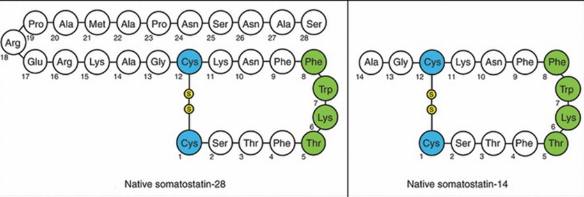 Pro Ala Met Ala Pro Asn Ser Asn Ala Ser
19 20 21 22 23 24 25 26 27 28
Arg
18
Glu Arg Lys Ala Gly Cys Lys Asn Phe Phe
17 16 15 14 13 12 11 10 9 8
Trp
7
S
S
Lys
6
Cys Ser Thr Phe Thr
1 2 3 4 5
Native somatostatin-28
Ala Gly Cys Lys Asn Phe Phe
14 13 12 11 10 9 8
Trp
7
S
S
Lys
6
Cys Ser Thr Phe Thr
1 2 3 4 5
Native somatostatin-14